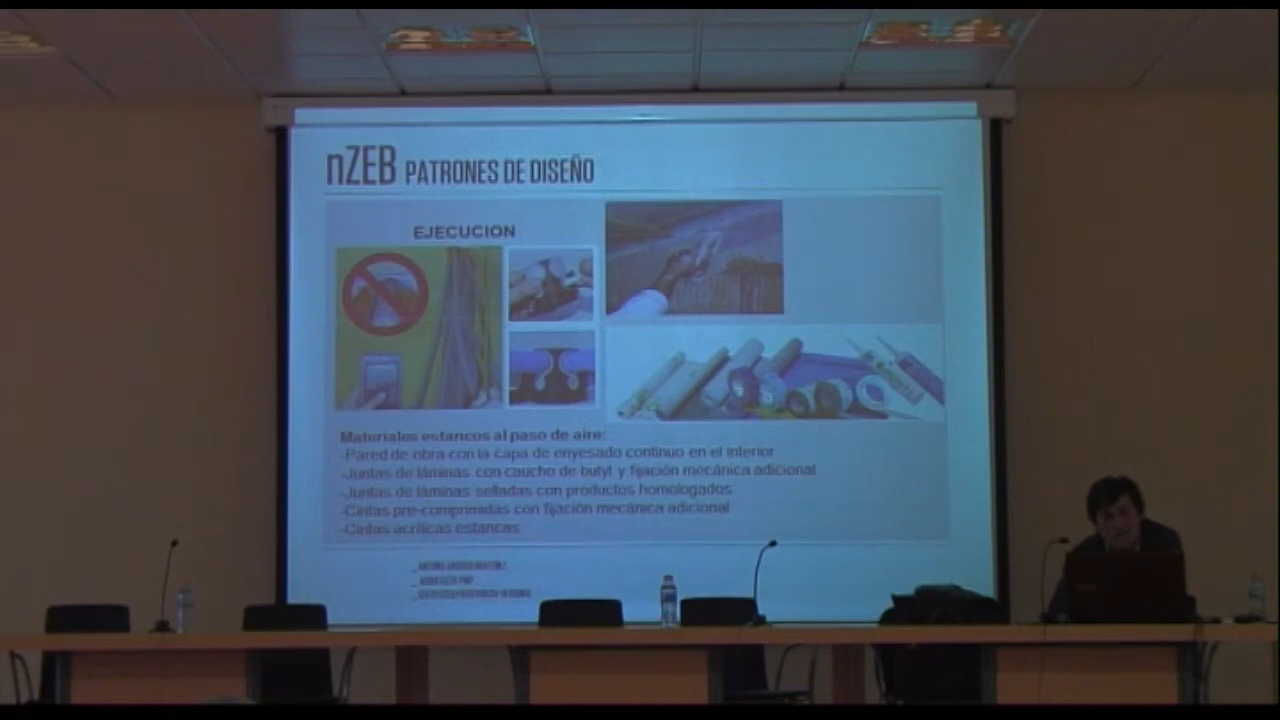 nZEB PATRONES DE DISEÑO
EJECUCION
Materiales estancos al paso de aire:
-Pared de obra con la capa de enyesado continuo en el interior
-Juntas de láminas con caucho de butyl y fijación mecánica adicional
-Juntas de láminas selladas con productos homologados
-Cintas pre-comprimidas con fijación mecánica adicional
-Cintas acrílicas estancas